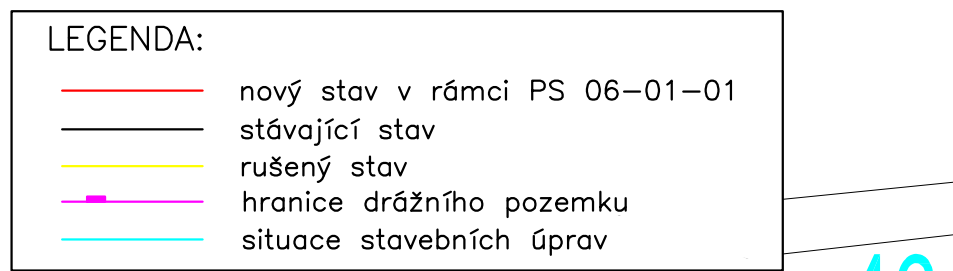 LEGENDA:
nový stav v rámci PS 06-01-01
stávající stav
rušený stav
hranice drážního pozemku
situace stavebních úprav